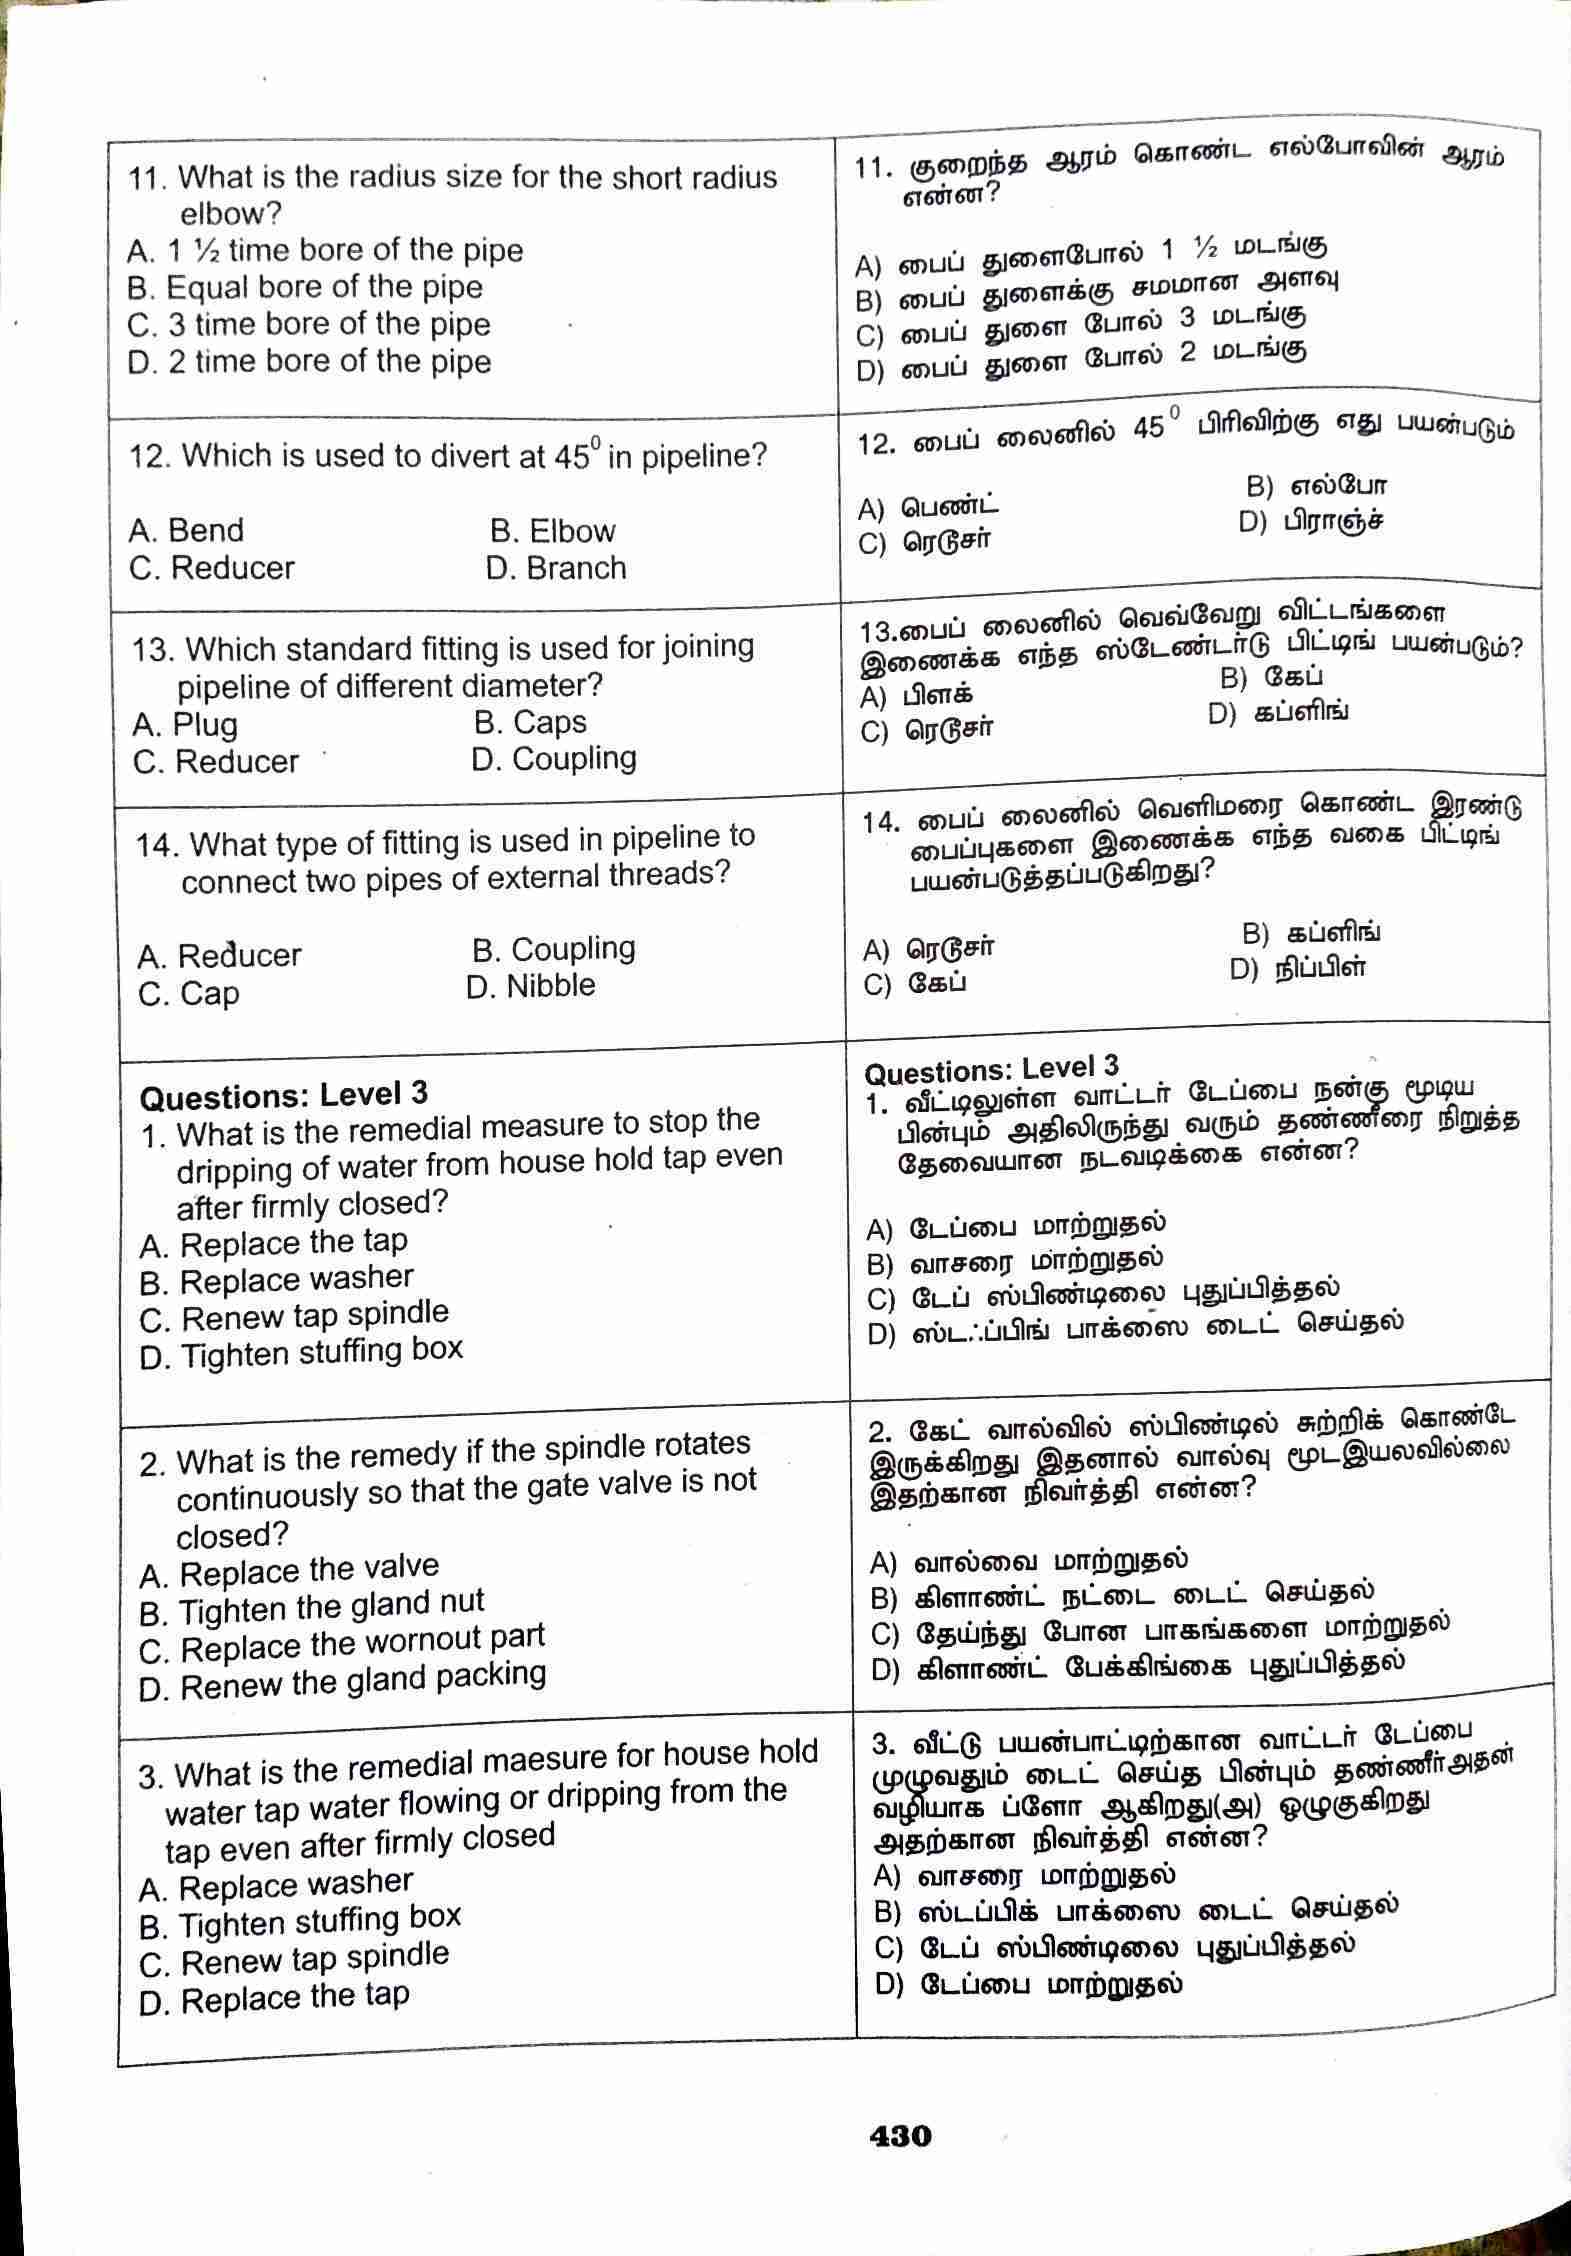 11. What is the radius size for the short radius
elbow?
A. 1 ½ time bore of the pipe
B. Equal bore of the pipe
C. 3 time bore of the pipe
D. 2 time bore of the pipe
11. குறைந்த ஆரம் கொண்ட எல்போவின் ஆரம்
என்ன?
A) பைப் துளைபோல் 1 ½ மடங்கு
B) பைப் துளைக்கு சமமான அளவு
C) பைப் துளை போல் 3 மடங்கு
D) பைப் துளை போல் 2 மடங்கு
12. Which is used to divert at 45⁰ in pipeline?
A. Bend B. Elbow
C. Reducer D. Branch
12. பைப் லைனில் 45⁰ பிரிவிற்கு எது பயன்படும்
A) பெண்ட் B) எல்போ
C) ரெடூசர் D) பிராஞ்ச்
13. Which standard fitting is used for joining
pipeline of different diameter?
A. Plug B. Caps
C. Reducer D. Coupling
13.பைப் லைனில் வெவ்வேறு விட்டங்களை
இணைக்க எந்த ஸ்டேண்டர்டு பிட்டிங் பயன்படும்?
A) பிளக் B) கேப்
C) ரெடூசர் D) கப்ளிங்
14. What type of fitting is used in pipeline to
connect two pipes of external threads?
A. Reducer B. Coupling
C. Cap D. Nibble
14. பைப் லைனில் வெளிமரை கொண்ட இரண்டு
பைப்புகளை இணைக்க எந்த வகை பிட்டிங்
பயன்படுத்தப்படுகிறது?
A) ரெடூசர் B) கப்ளிங்
C) கேப் D) நிப்பிள்
Questions: Level 3
1. What is the remedial measure to stop the
dripping of water from house hold tap even
after firmly closed?
A. Replace the tap
B. Replace washer
C. Renew tap spindle
D. Tighten stuffing box
Questions: Level 3
1. வீட்டிலுள்ள வாட்டர் டேப்பை நன்கு மூடிய
பின்பும் அதிலிருந்து வரும் தண்ணீரை நிறுத்த
தேவையான நடவடிக்கை என்ன?
A) டேப்பை மாற்றுதல்
B) வாசரை மாற்றுதல்
C) டேப் ஸ்பிண்டிலை புதுப்பித்தல்
D) ஸ்டஃப்பிங் பாக்ஸை டைட் செய்தல்
2. What is the remedy if the spindle rotates
continuously so that the gate valve is not
closed?
A. Replace the valve
B. Tighten the gland nut
C. Replace the wornout part
D. Renew the gland packing
2. கேட் வால்வில் ஸ்பிண்டில் சுற்றிக் கொண்டே
இருக்கிறது இதனால் வால்வு மூடஇயலவில்லை
இதற்கான நிவர்த்தி என்ன?
A) வால்வை மாற்றுதல்
B) கிளாண்ட் நட்டை டைட் செய்தல்
C) தேய்ந்து போன பாகங்களை மாற்றுதல்
D) கிளாண்ட் பேக்கிங்கை புதுப்பித்தல்
3. What is the remedial maesure for house hold
water tap water flowing or dripping from the
tap even after firmly closed
A. Replace washer
B. Tighten stuffing box
C. Renew tap spindle
D. Replace the tap
3. வீட்டு பயன்பாட்டிற்கான வாட்டர் டேப்பை
முழுவதும் டைட் செய்த பின்பும் தண்ணீர்அதன்
வழியாக ப்ளோ ஆகிறது(அ) ஒழுகுகிறது
அதற்கான நிவர்த்தி என்ன?
A) வாசரை மாற்றுதல்
B) ஸ்டப்பிக் பாக்ஸை டைட் செய்தல்
C) டேப் ஸ்பிண்டிலை புதுப்பித்தல்
D) டேப்பை மாற்றுதல்
430